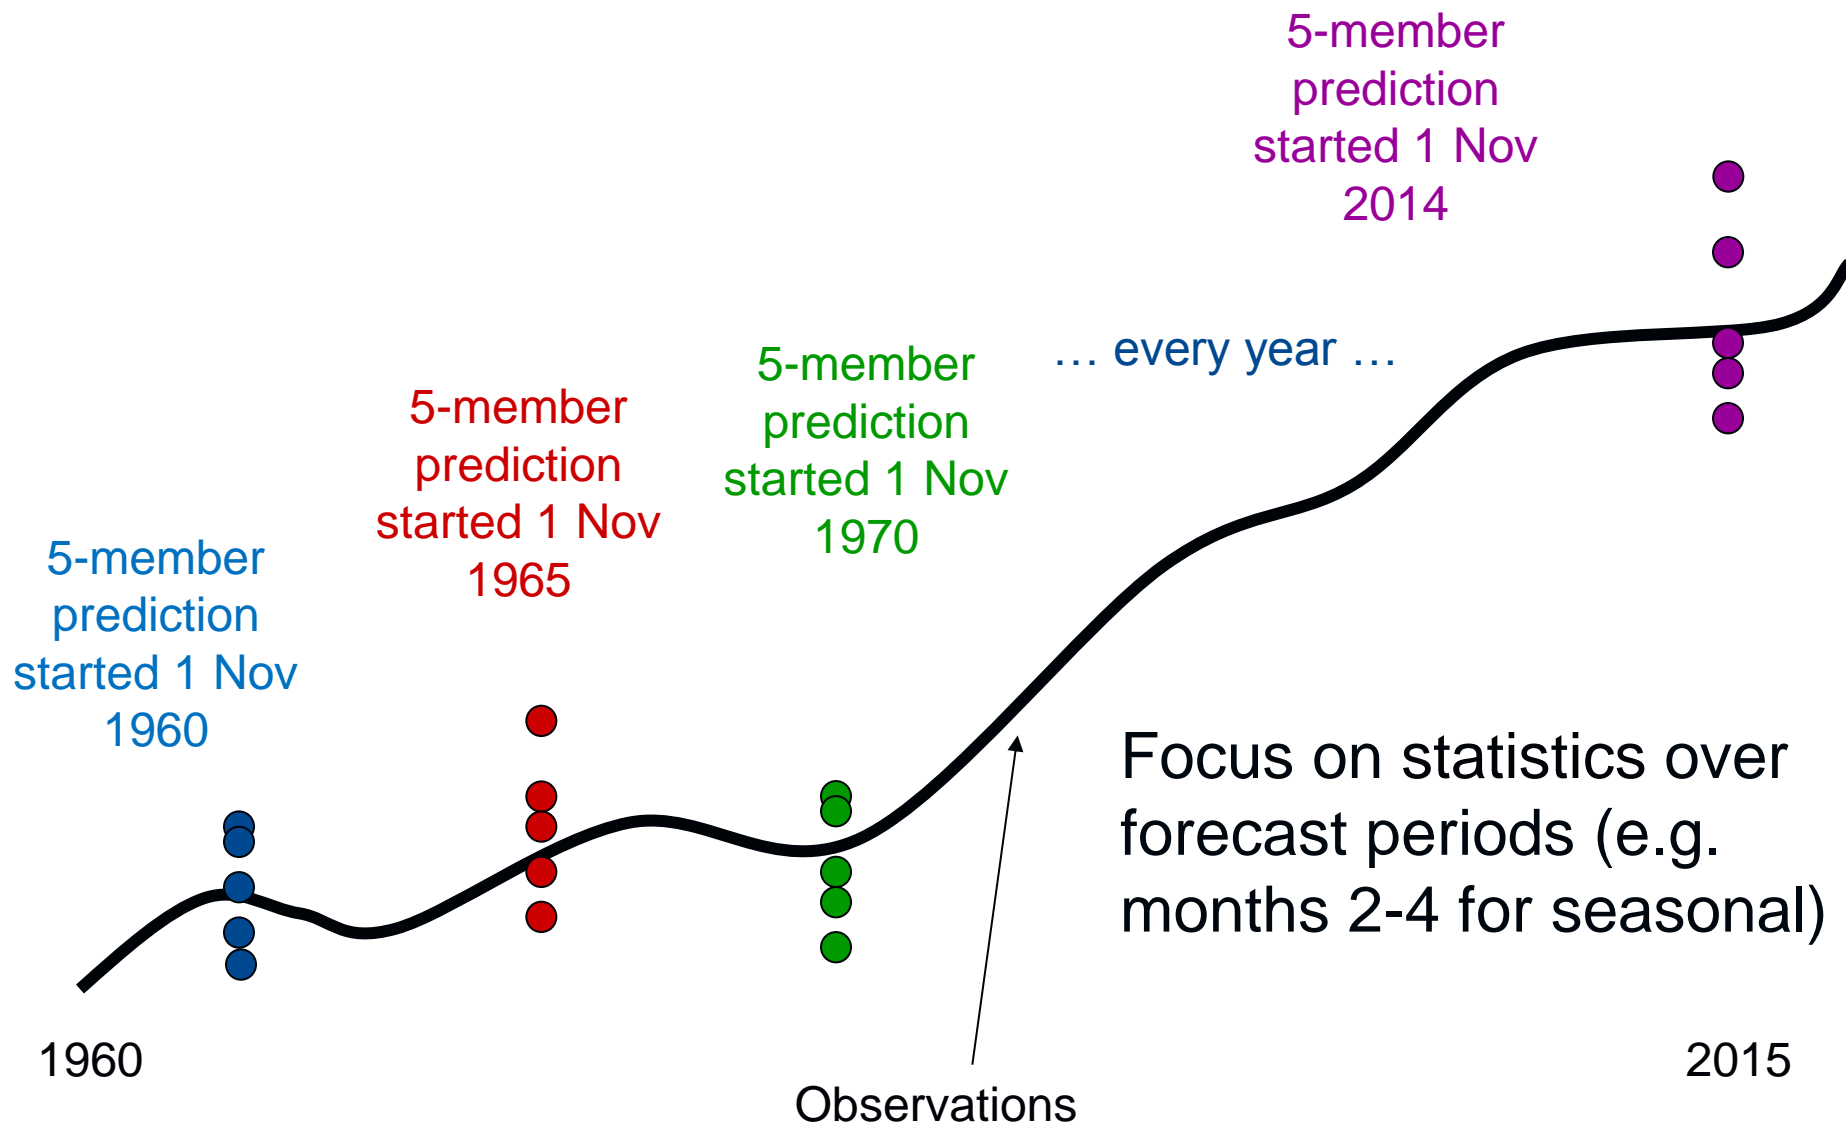 5-member
prediction
started 1 Nov
2014
… every year …
5-member
prediction
started 1 Nov
1970
5-member
prediction
started 1 Nov
1965
5-member
prediction
started 1 Nov
1960
Focus on statistics over
forecast periods (e.g.
months 2-4 for seasonal)
1960
2015
Observations